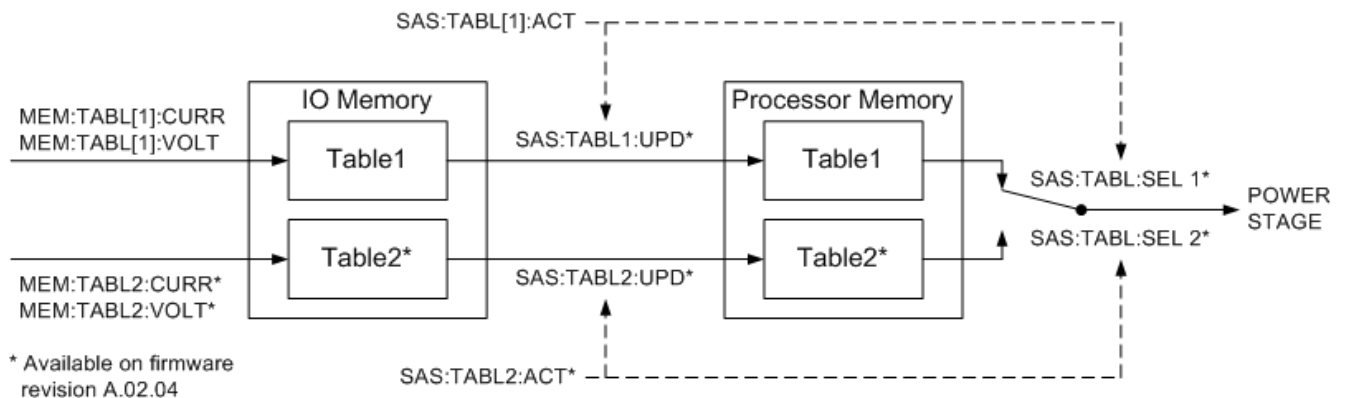 SAS:TABL[1]:ACT
IO Memory
Processor Memory
MEM:TABL[1]:CURR
MEM:TABL[1]:VOLT
Table1
SAS:TABL1:UPD*
Table1
SAS:TABL:SEL 1*
POWER
STAGE
SAS:TABL:SEL 2*
Table2*
SAS:TABL2:UPD*
Table2*
MEM:TABL2:CURR*
MEM:TABL2:VOLT*
* Available on firmware
revision A.02.04
SAS:TABL2:ACT*